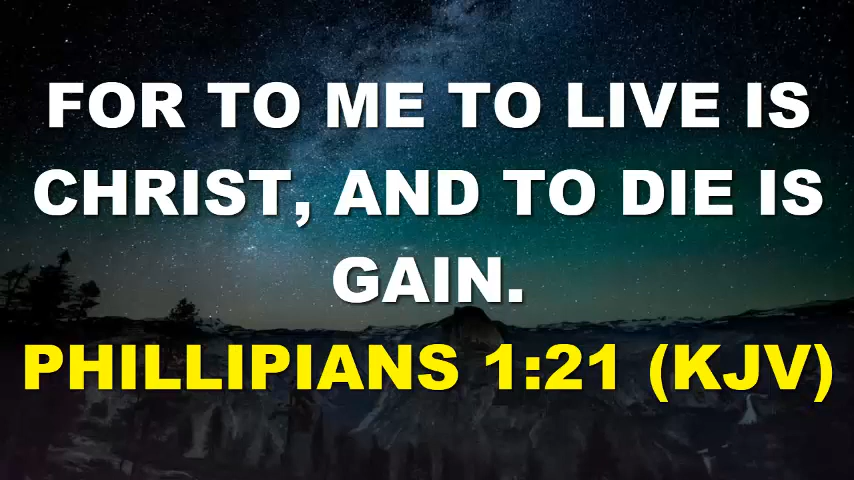 FOR TO ME TO LIVE IS
CHRIST, AND TO DIE IS
GAIN.
PHILLIPIANS 1:21 (KJV)